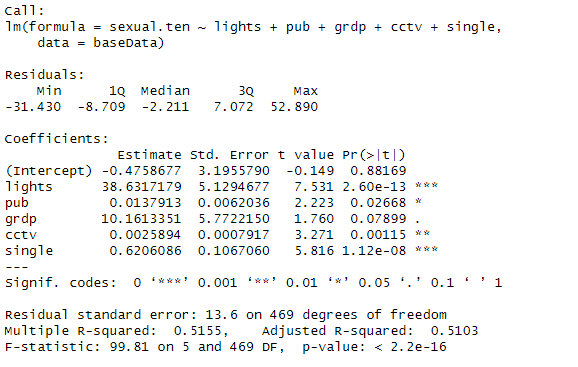 Call:
lm(formula = sexual.ten ~ lights + pub + grdp + cctv + single,
    data = baseData)
Residuals:
    Min      1Q  Median      3Q     Max
-31.430  -8.709  -2.211   7.072  52.890
Coefficients:
              Estimate Std. Error t value Pr(>|t|)
(Intercept) -0.4758677  3.1955790  -0.149  0.88169
lights      38.6317179  5.1294677   7.531 2.60e-13 ***
pub          0.0137913  0.0062036   2.223  0.02668 *
grdp        10.1613351  5.7722150   1.760  0.07899 .
cctv         0.0025894  0.0007917   3.271  0.00115 **
single       0.6206086  0.1067060   5.816 1.12e-08 ***
---
Signif. codes:  0 ‘***’ 0.001 ‘**’ 0.01 ‘*’ 0.05 ‘.’ 0.1 ‘ ’ 1
Residual standard error: 13.6 on 469 degrees of freedom
Multiple R-squared:  0.5155,    Adjusted R-squared:  0.5103
F-statistic: 99.81 on 5 and 469 DF,  p-value: < 2.2e-16